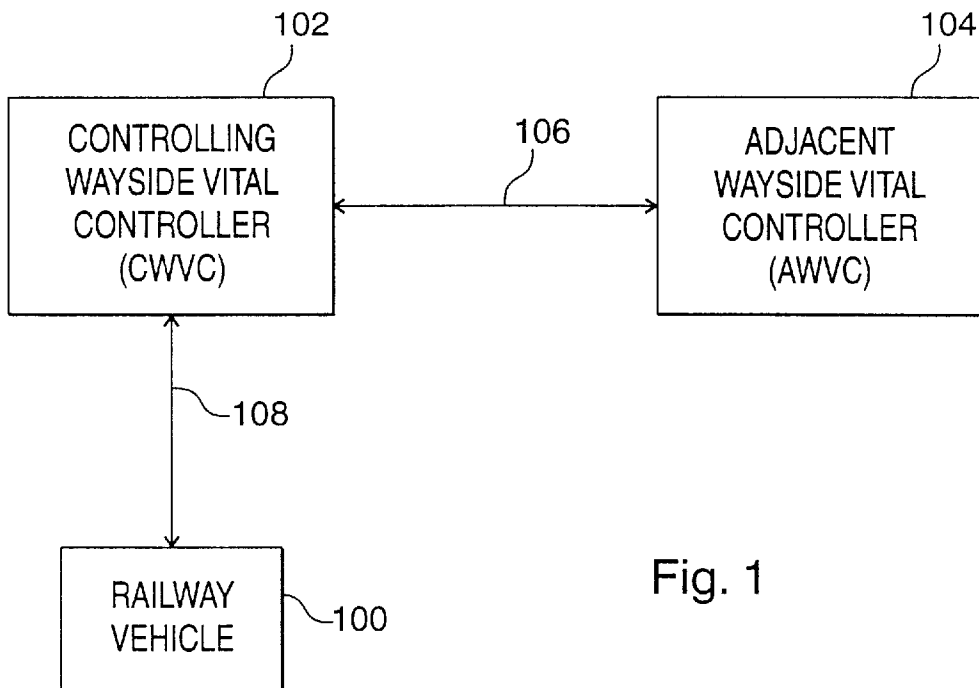 102
104
CONTROLLING
WAYSIDE VITAL
CONTROLLER
(CWVC)
106
ADJACENT
WAYSIDE VITAL
CONTROLLER
(AWVC)
108
RAILWAY
VEHICLE
100
Fig. 1